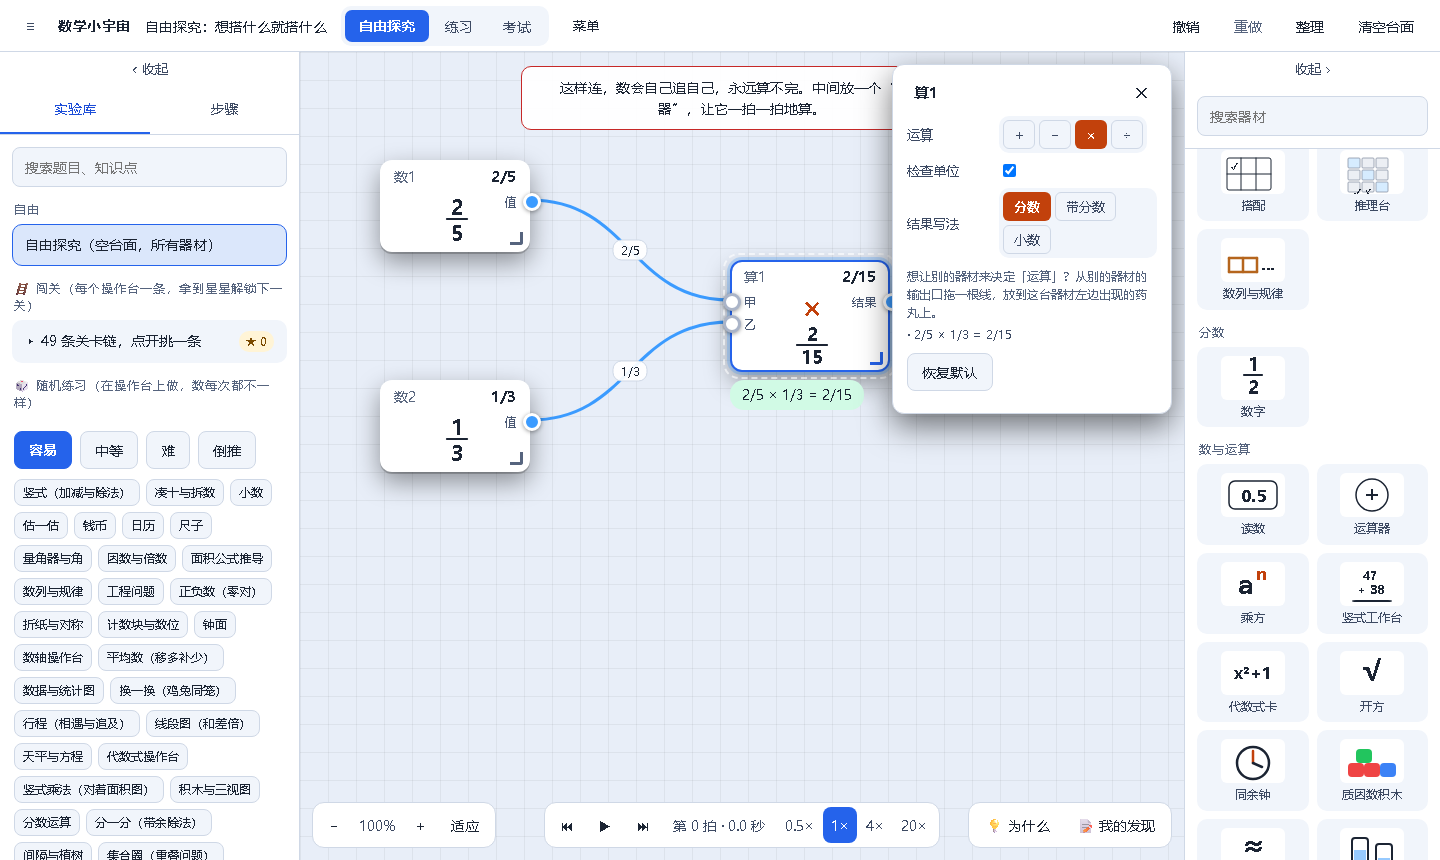 ≡ 数学小宇宙 自由探究：想搭什么就搭什么 自由探究 练习 考试 菜单 撤销 重做 整理 清空台面
‹ 收起
实验库 步骤
搜索题目、知识点
自由
自由探究（空台面，所有器材）
闯关（每个操作台一条，拿到星星解锁下一
关）
49 条关卡链，点开挑一条 ★ 0
随机练习（在操作台上做，数每次都不一
样）
容易 中等 难 倒推
竖式（加减与除法） 凑十与拆数 小数
估一估 钱币 日历 尺子
量角器与角 因数与倍数 面积公式推导
数列与规律 工程问题 正负数（零对）
折纸与对称 计数块与数位 钟面
数轴操作台 平均数（移多补少）
数据与统计图 换一换（鸡兔同笼）
行程（相遇与追及） 线段图（和差倍）
天平与方程 代数式操作台
竖式乘法（对着面积图） 积木与三视图
分数运算 分一分（带余除法）
间隔与植树 集合器（重叠问题）
这样连，数会自己追自己，永远算不完。中间放一个“
器”，让它一拍一拍地算。
数1 2/5
值
2
5
2/5
数2 1/3
值
1
3
1/3
算1 2/15
甲 结果
乙
×
2
15
2/5 × 1/3 = 2/15
算1 ✕
运算 + − × ÷
检查单位
结果写法 分数 带分数
小数
想让别的器材来决定「运算」？从别的器材的
输出口拖一根线，放到这台器材左边出现的药
丸上。
· 2/5 × 1/3 = 2/15
恢复默认
− 100% + 适应
第 0 拍 · 0.0 秒 0.5× 1× 4× 20×
为什么 我的发现
收起 ›
搜索器材
搭配 推理台
...
数列与规律
分数
1
2
数字
数与运算
0.5 +
读数 运算器
aⁿ 47
+ 38
乘方 竖式工作台
x²+1 √
代数式卡 开方
同余钟 质因数积木
≈